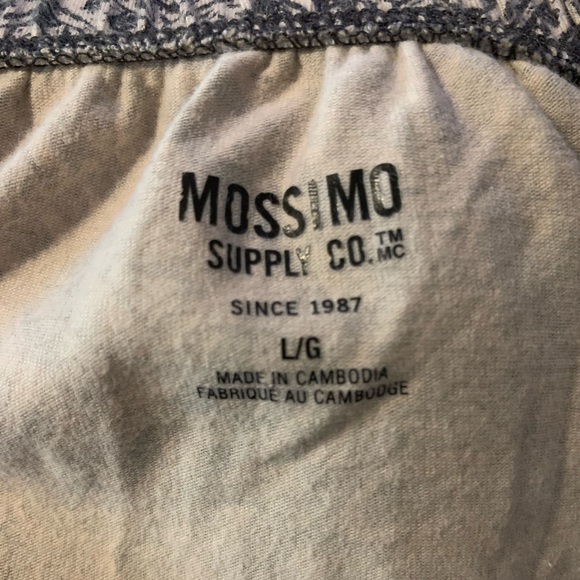 MOSSIMO
SUPPLY CO.™ MC
SINCE 1987
L/G
MADE IN CAMBODIA
FABRIQUÉ AU CAMBODGE